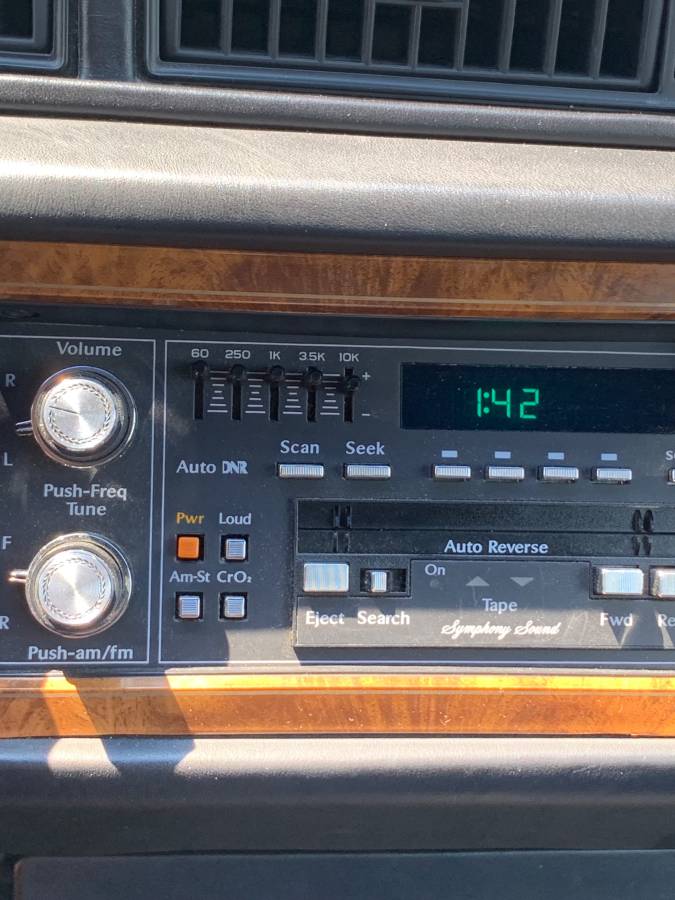 Volume
60 250 1K 3.5K 10K
R
+
-
1:42
L
Scan Seek
Auto DNR
Push-Freq
Tune
Pwr Loud
F
Auto Reverse
Am-St CrO₂
On
Eject Search
Tape
Fwd
R
Symphony Sound
Push-am/fm